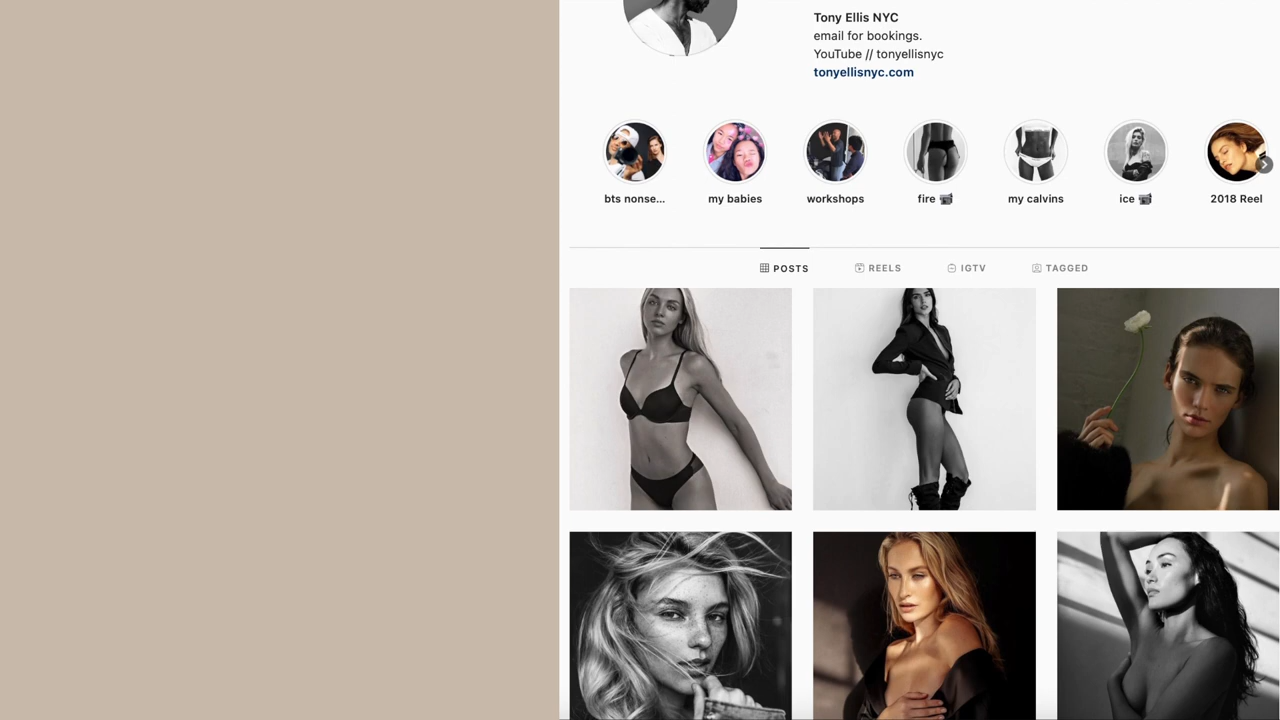 Tony Ellis NYC
email for bookings.
YouTube // tonyellisnyc
tonyellisnyc.com
bts nonse...
my babies
workshops
fire
my calvins
ice
2018 Reel
POSTS
REELS
IGTV
TAGGED